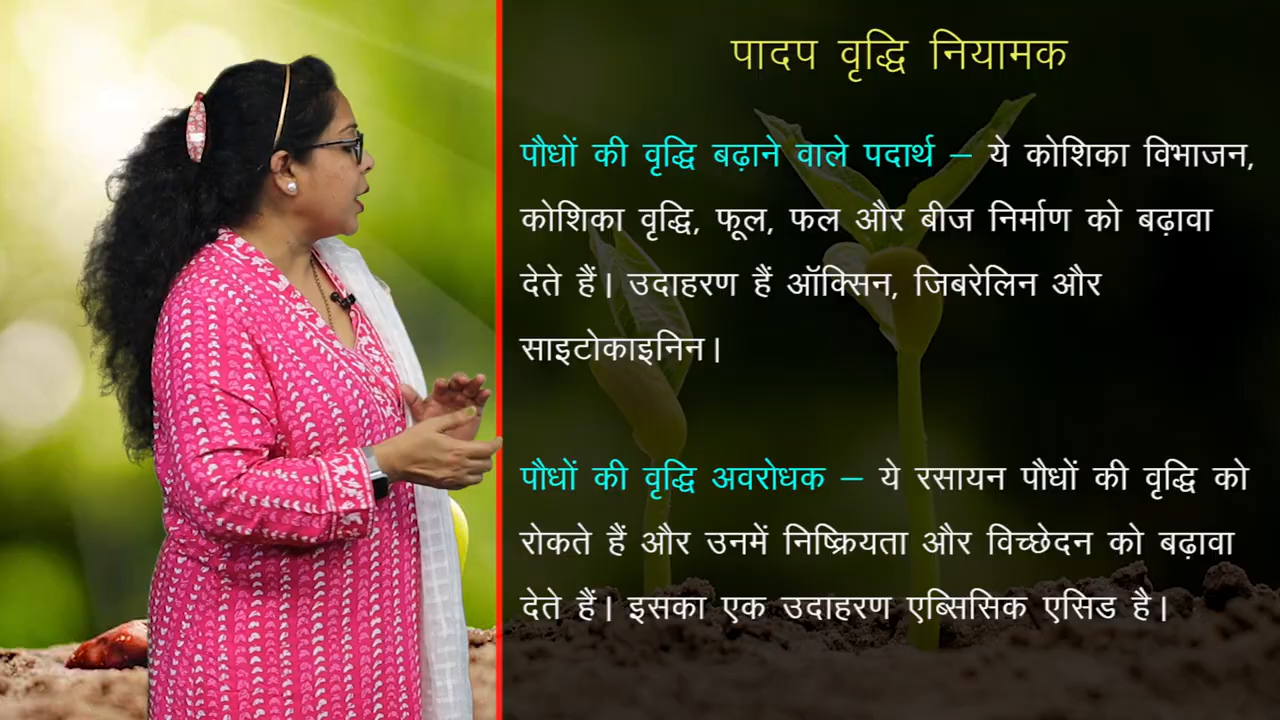 पादप वृद्धि नियामक
पौधों की वृद्धि बढ़ाने वाले पदार्थ – ये कोशिका विभाजन,
कोशिका वृद्धि, फूल, फल और बीज निर्माण को बढ़ावा
देते हैं। उदाहरण हैं ऑक्सिन, जिबरेलिन और
साइटोकाइनिन।
पौधों की वृद्धि अवरोधक – ये रसायन पौधों की वृद्धि को
रोकते हैं और उनमें निष्क्रियता और विच्छेदन को बढ़ावा
देते हैं। इसका एक उदाहरण एब्सिसिक एसिड है।